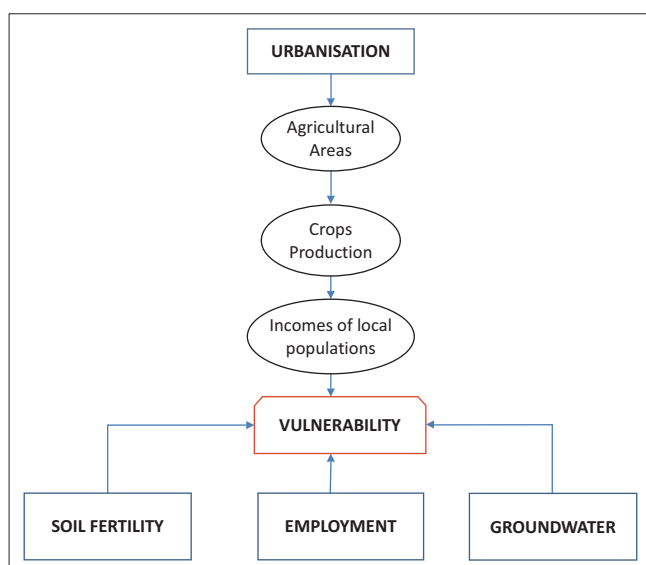 URBANISATION
Agricultural
Areas
Crops
Production
Incomes of local
populations
VULNERABILITY
SOIL FERTILITY
EMPLOYMENT
GROUNDWATER